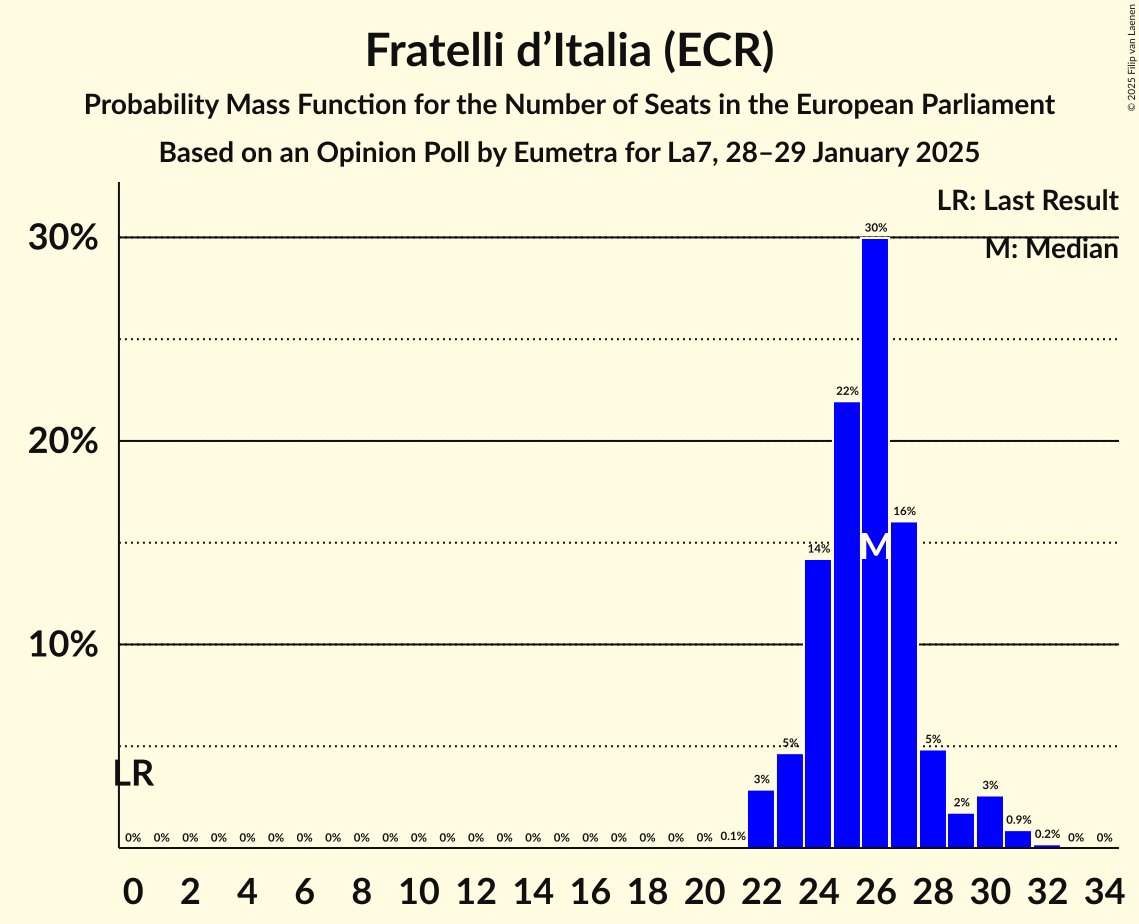 Fratelli d’Italia (ECR)
Probability Mass Function for the Number of Seats in the European Parliament
Based on an Opinion Poll by Eumetra for La7, 28–29 January 2025
© 2025 Filip van Laenen
LR: Last Result
M: Median
30%
20%
10%
LR
M
0% 0% 0% 0% 0% 0% 0% 0% 0% 0% 0% 0% 0% 0% 0% 0% 0% 0% 0% 0% 0% 0.1% 3% 5% 14% 22% 30% 16% 5% 2% 3% 0.9% 0.2% 0% 0%
0 2 4 6 8 10 12 14 16 18 20 22 24 26 28 30 32 34